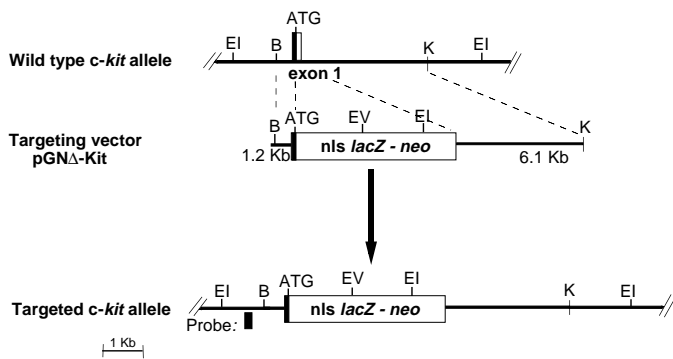 ATG
EI B K EI
Wild type c-kit allele
exon 1
Targeting vector
pGNΔ-Kit
B ATG EV EI K
nls lacZ - neo
1.2 Kb 6.1 Kb
ATG EV
EI B EI K EI
Targeted c-kit allele
nls lacZ - neo
Probe:
1 Kb